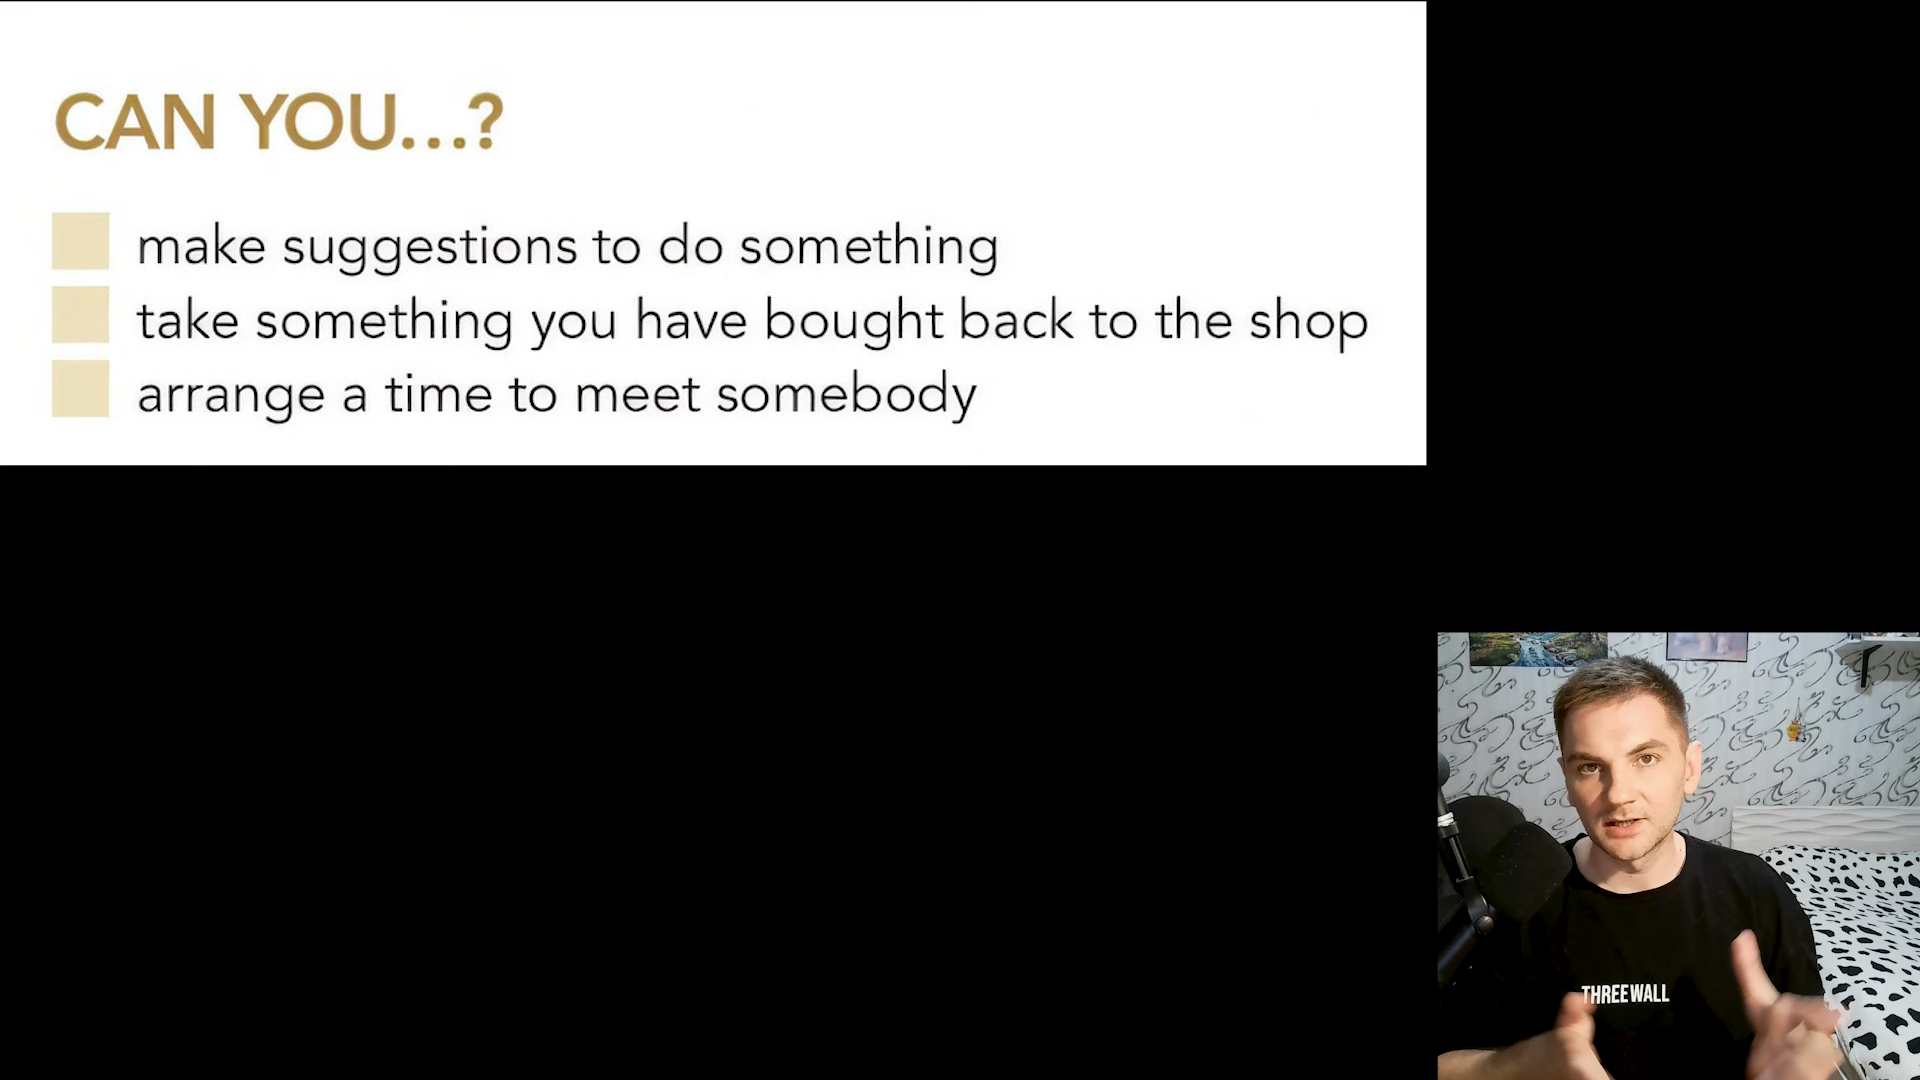 CAN YOU...?
make suggestions to do something
take something you have bought back to the shop
arrange a time to meet somebody
THREEWALL